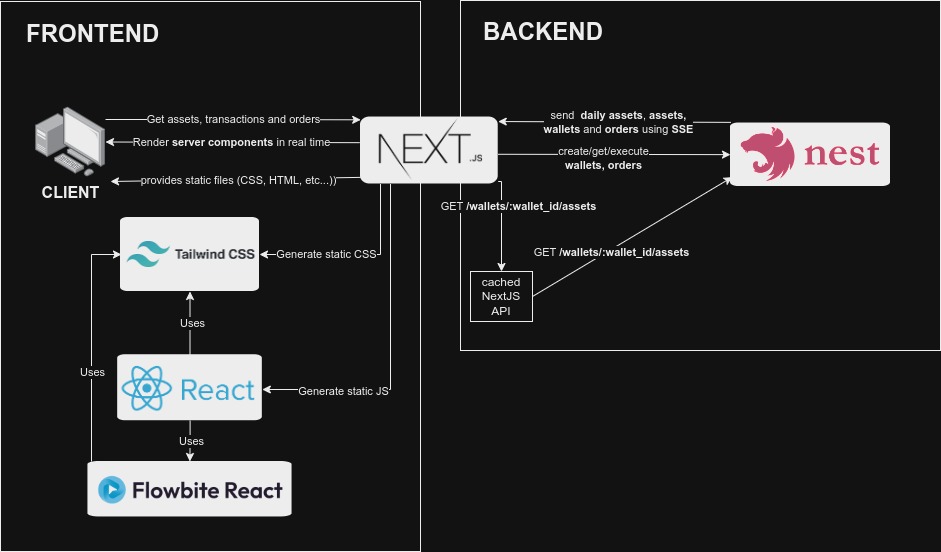 FRONTEND
BACKEND
Get assets, transactions and orders
Render server components in real time
provides static files (CSS, HTML, etc...))
CLIENT
NEXT.JS
send daily assets, assets,
wallets and orders using SSE
create/get/execute
wallets, orders
nest
GET /wallets/:wallet_id/assets
GET /wallets/:wallet_id/assets
cached
NextJS
API
Tailwind CSS
Generate static CSS
Uses
Uses
React
Generate static JS
Uses
Flowbite React